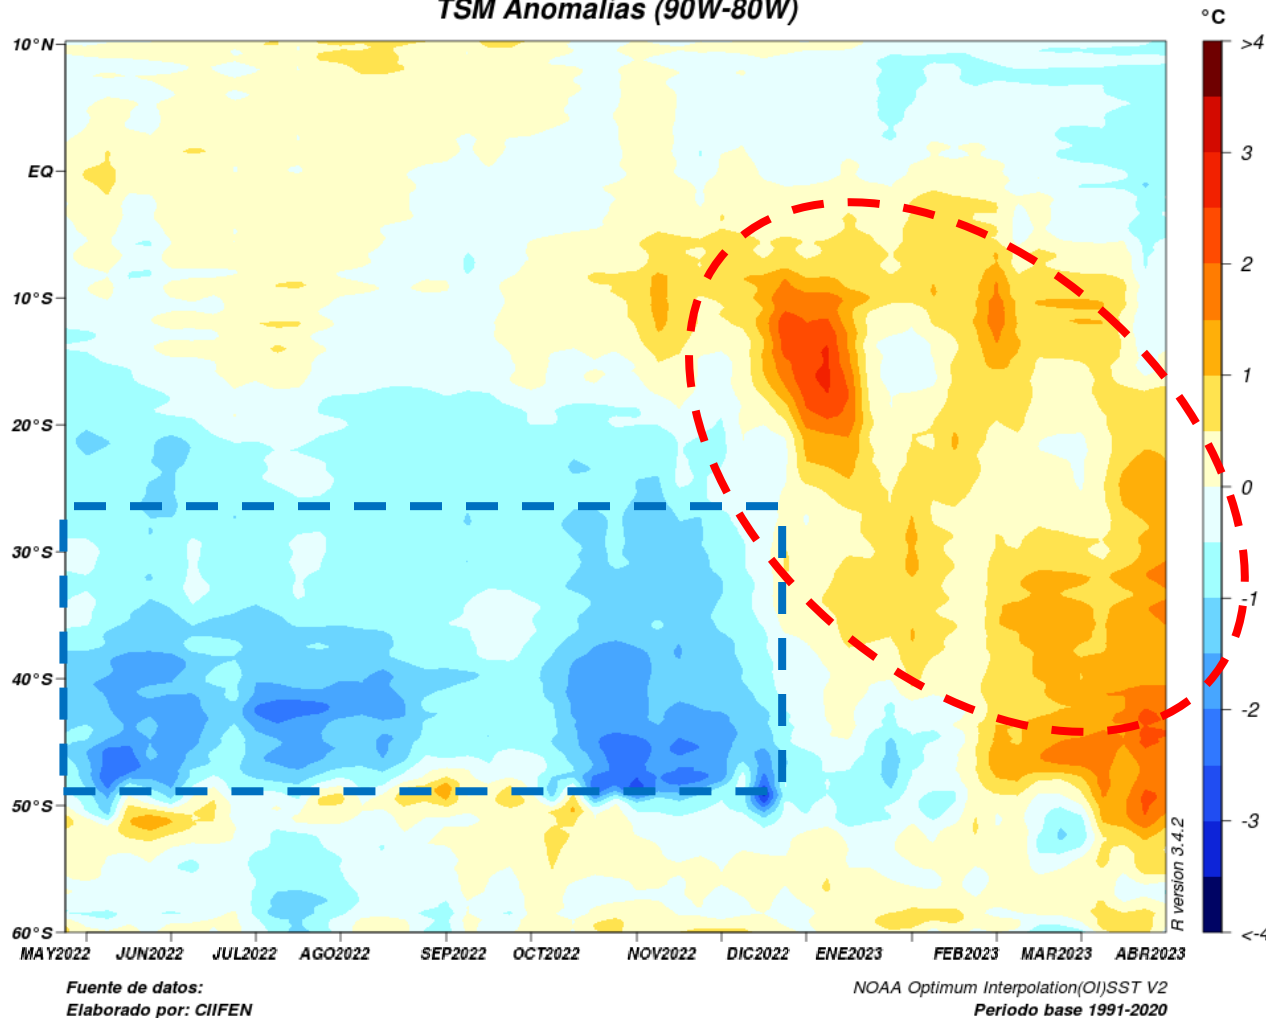 TSM Anomalías (90W-80W)
°C
10°N
EQ
10°S
20°S
30°S
40°S
50°S
60°S
>4
3
2
1
0
-1
-2
-3
<-4
R version 3.4.2
MAY2022 JUN2022 JUL2022 AGO2022 SEP2022 OCT2022 NOV2022 DIC2022 ENE2023 FEB2023 MAR2023 ABR2023
Fuente de datos:
NOAA Optimum Interpolation(OI)SST V2
Elaborado por: CIIFEN
Periodo base 1991-2020